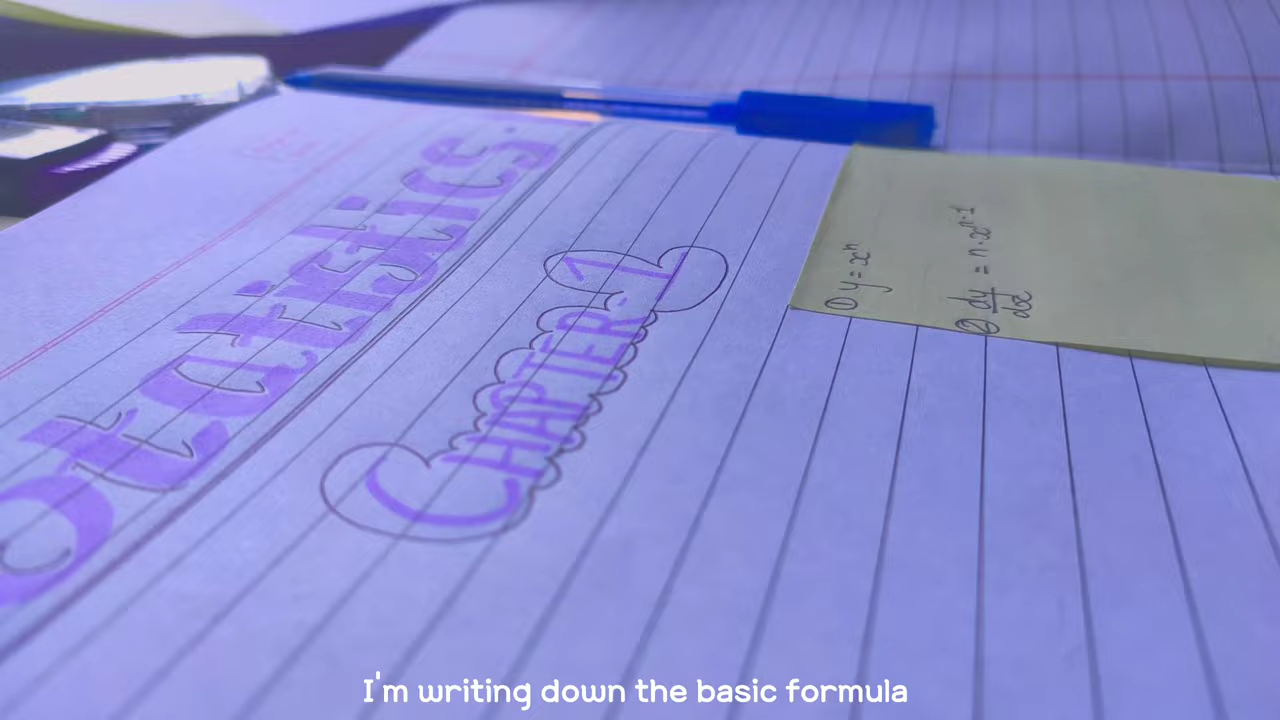 Statistics.
CHAPTER-1
① y = xⁿ
② dy/dx = n·xⁿ⁻¹
I'm writing down the basic formula